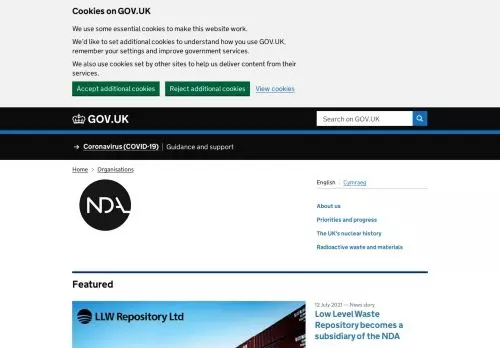 Cookies on GOV.UK
We use some essential cookies to make this website work.
We'd like to set additional cookies to understand how you use GOV.UK,
remember your settings and improve government services.
We also use cookies set by other sites to help us deliver content from their
services.
Accept additional cookies
Reject additional cookies
View cookies
GOV.UK
Search on GOV.UK
→ Coronavirus (COVID-19) | Guidance and support
Home > Organisations
English | Cymraeg
NDA
About us
Priorities and progress
The UK's nuclear history
Radioactive waste and materials
Featured
LLW Repository Ltd
12 July 2021 — News story
Low Level Waste
Repository becomes a
subsidiary of the NDA